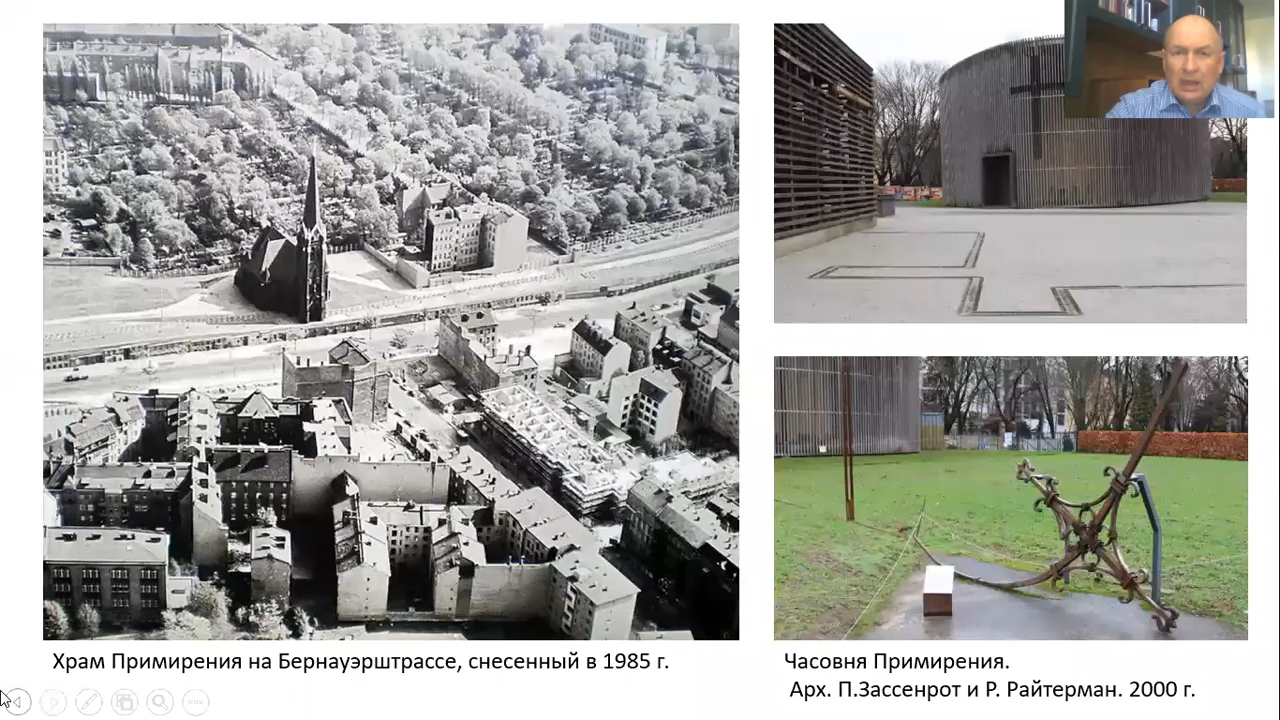 Храм Примирения на Бернауэрштрассе, снесенный в 1985 г.
Часовня Примирения.
Арх. П.Зассенрот и Р. Райтерман. 2000 г.